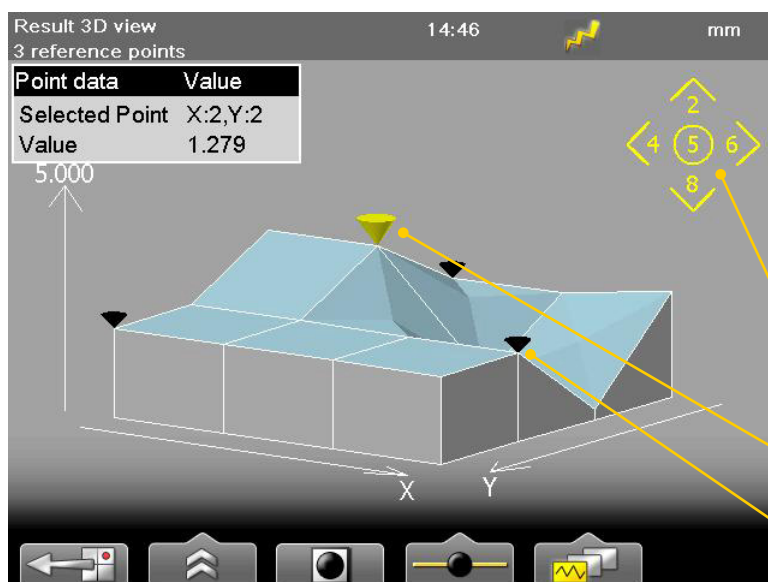 Result 3D view 14:46 mm
3 reference points
Point data Value
Selected Point X:2,Y:2
Value 1.279
5.000
2
4 5 6
8
X Y